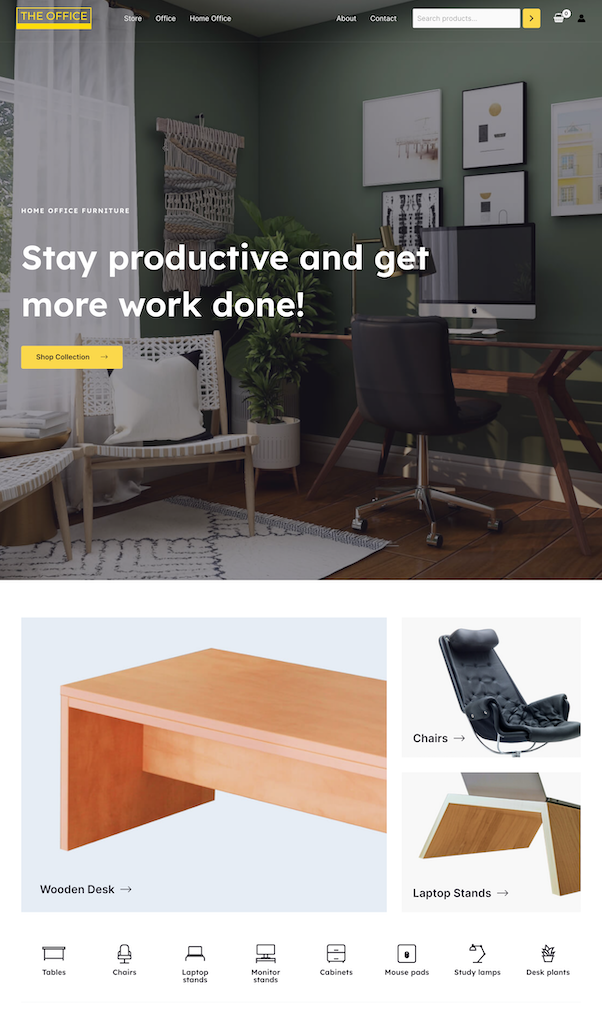 THE OFFICE
Store
Office
Home Office
About
Contact
Search products...
0
HOME OFFICE FURNITURE
Stay productive and get
more work done!
Shop Collection
Chairs
Wooden Desk
Laptop Stands
Tables
Chairs
Laptop
stands
Monitor
stands
Cabinets
Mouse pads
Study lamps
Desk plants